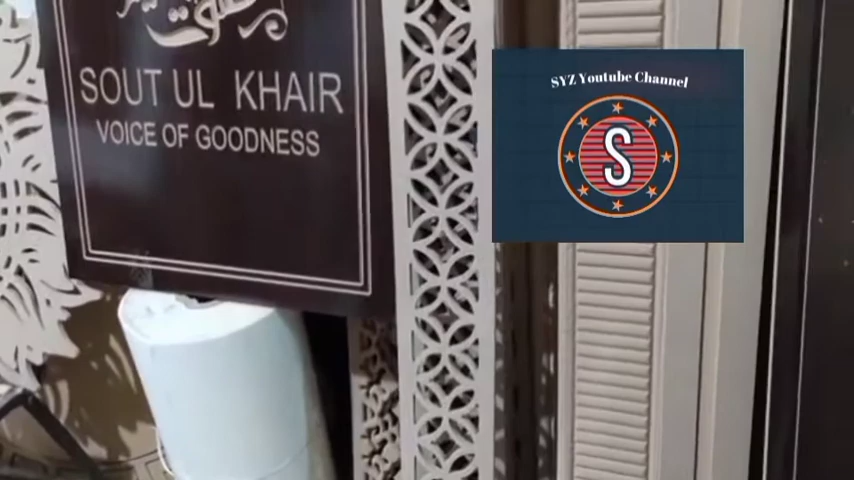 SOUT UL KHAIR
VOICE OF GOODNESS
SYZ Youtube Channel
S